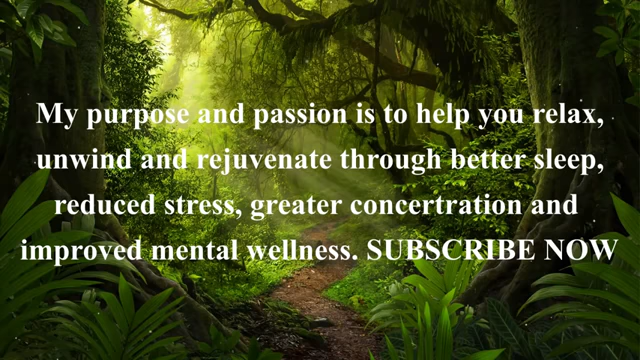 My purpose and passion is to help you relax,
unwind and rejuvenate through better sleep,
reduced stress, greater concertration and
improved mental wellness. SUBSCRIBE NOW